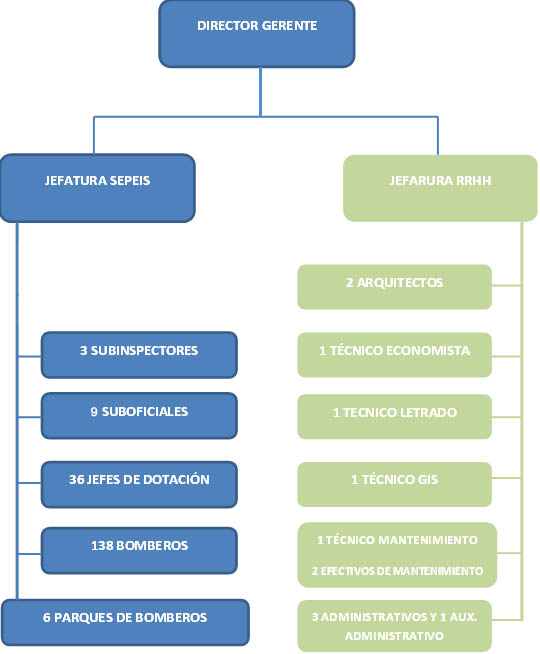 DIRECTOR GERENTE
JEFATURA SEPEIS
3 SUBINSPECTORES
9 SUBOFICIALES
36 JEFES DE DOTACIÓN
138 BOMBEROS
6 PARQUES DE BOMBEROS
JEFARURA RRHH
2 ARQUITECTOS
1 TÉCNICO ECONOMISTA
1 TECNICO LETRADO
1 TÉCNICO GIS
1 TÉCNICO MANTENIMIENTO
2 EFECTIVOS DE MANTENIMIENTO
3 ADMINISTRATIVOS Y 1 AUX.
ADMINISTRATIVO